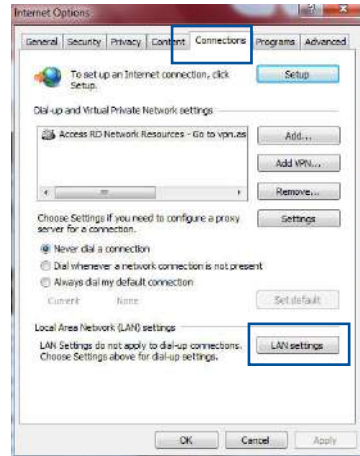 Internet Options
General Security Privacy Content Connections Programs Advanced
To set up an Internet connection, click
Setup.
Setup
Dial-up and Virtual Private Network settings
Access RD Network Resources - Go to vpn.as
Add...
Add VPN...
Remove...
Choose Settings if you need to configure a proxy
server for a connection.
Settings
Never dial a connection
Dial whenever a network connection is not present
Always dial my default connection
Current None
Set default
Local Area Network (LAN) settings
LAN Settings do not apply to dial-up connections.
Choose Settings above for dial-up settings.
LAN settings
OK Cancel Apply